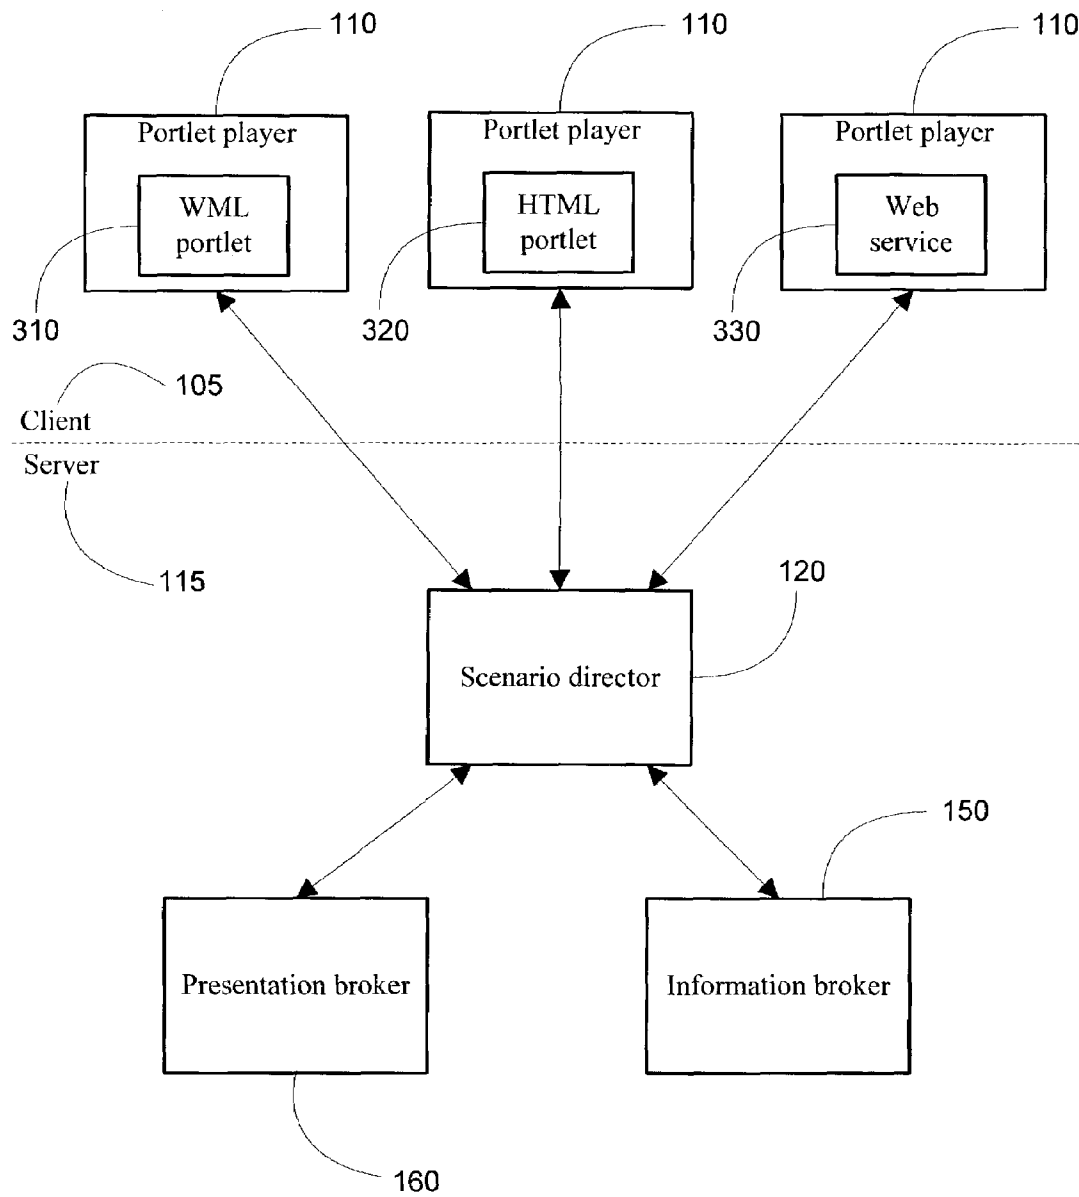 110
110
110
Portlet player
Portlet player
Portlet player
WML
portlet
HTML
portlet
Web
service
310
320
330
105
Client
Server
115
120
Scenario director
150
Presentation broker
Information broker
160